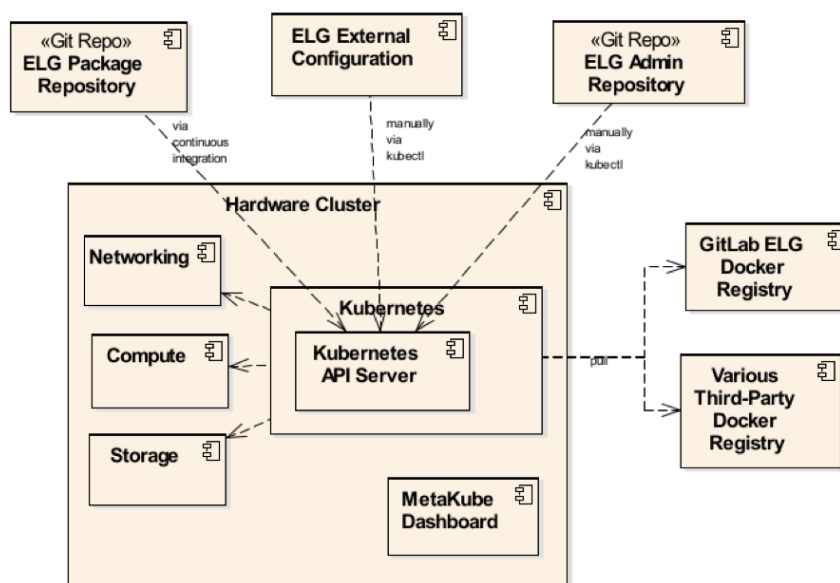 «Git Repo»
ELG Package
Repository
ELG External
Configuration
«Git Repo»
ELG Admin
Repository
via
continuous
integration
manually
via
kubectl
manually
via
kubectl
Hardware Cluster
Networking
Compute
Storage
Kubernetes
Kubernetes
API Server
MetaKube
Dashboard
pull
GitLab ELG
Docker
Registry
Various
Third-Party
Docker
Registry